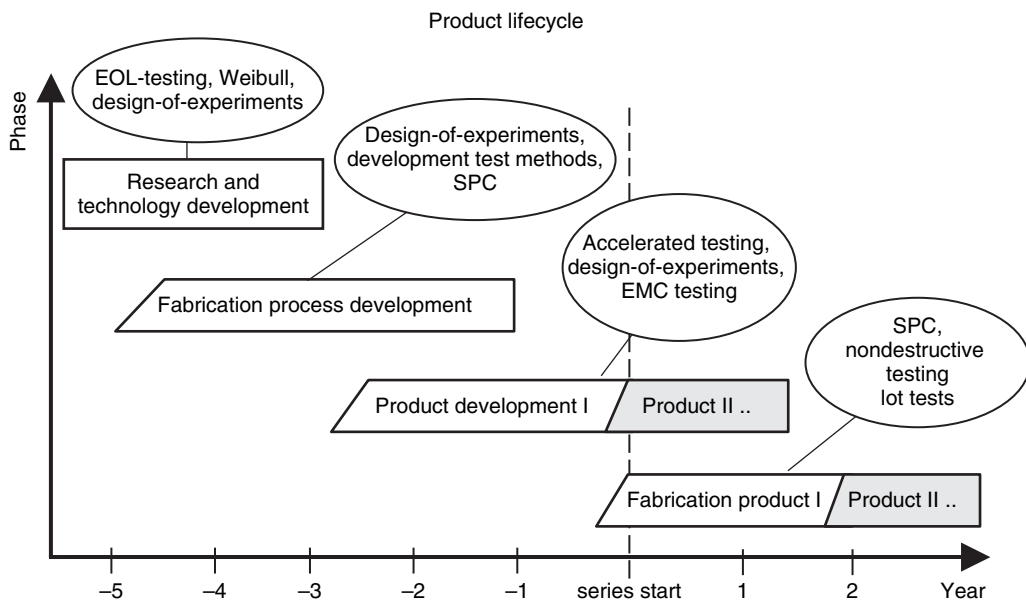 Product lifecycle
Phase
EOL-testing, Weibull,
design-of-experiments
Research and
technology development
Design-of-experiments,
development test methods,
SPC
Fabrication process development
Accelerated testing,
design-of-experiments,
EMC testing
Product development I
Product II ..
SPC,
nondestructive
testing
lot tests
Fabrication product I
Product II ..
–5 –4 –3 –2 –1 series start 1 2 Year